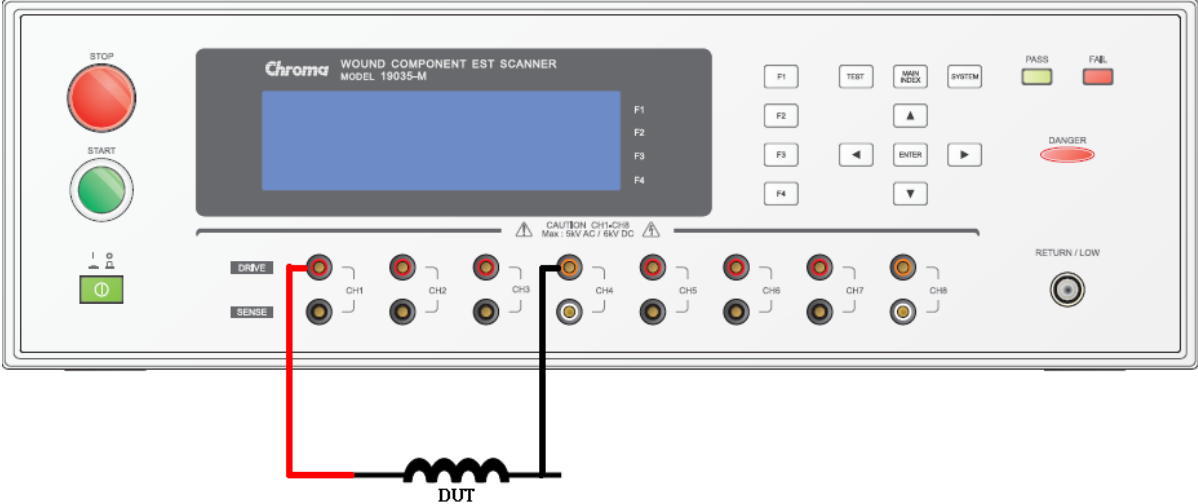 STOP
START
Chroma WOUND COMPONENT EST SCANNER
MODEL 19035-M
F1
F2
F3
F4
F1
TEST
MAIN INDEX
SYSTEM
F2
F3
ENTER
F4
PASS
FAIL
DANGER
CAUTION CH1-CH8
Max : 5kV AC / 6kV DC
DRIVE
SENSE
CH1
CH2
CH3
CH4
CH5
CH6
CH7
CH8
RETURN / LOW
DUT